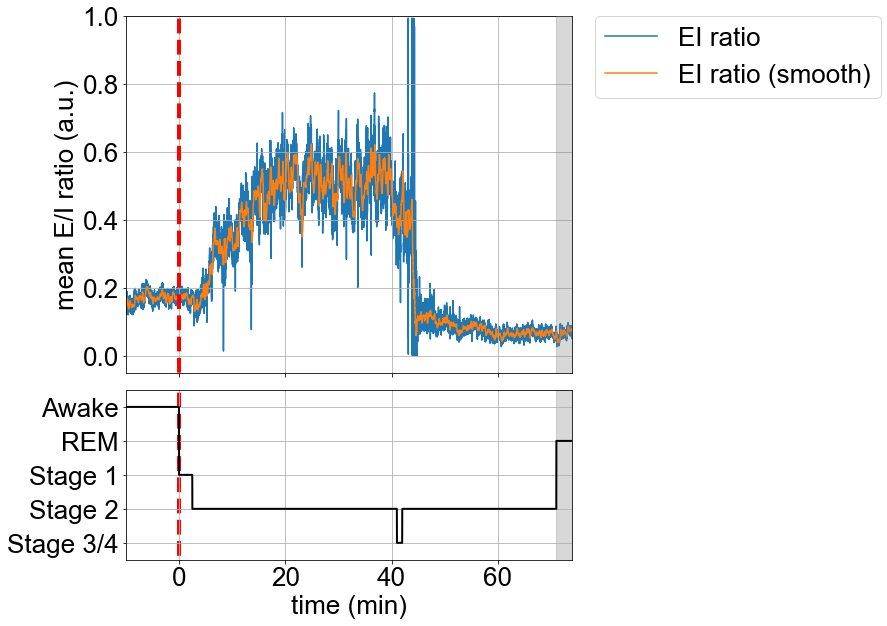 1.0
0.8
0.6
0.4
0.2
0.0
mean E/I ratio (a.u.)
EI ratio
EI ratio (smooth)
Awake
REM
Stage 1
Stage 2
Stage 3/4
0 20 40 60
time (min)